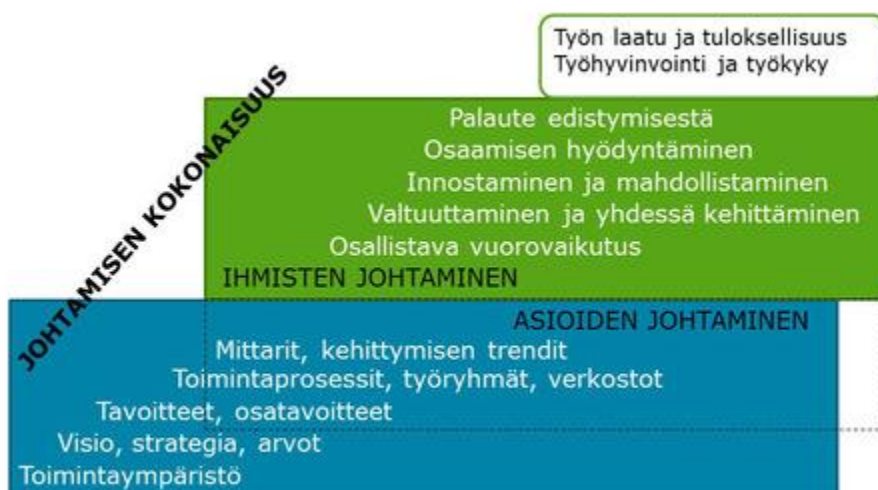 Työn laatu ja tuloksellisuus
Työhyvinvointi ja työkyky
JOHTAMISEN KOKONAISUUS
Palaute edistymisestä
Osaamisen hyödyntäminen
Innostaminen ja mahdollistaminen
Valtuuttaminen ja yhdessä kehittäminen
Osallistava vuorovaikutus
IHMISTEN JOHTAMINEN
ASIOIDEN JOHTAMINEN
Mittarit, kehittymisen trendit
Toimintaprosessit, työryhmät, verkostot
Tavoitteet, osatavoitteet
Visio, strategia, arvot
Toimintaympäristö